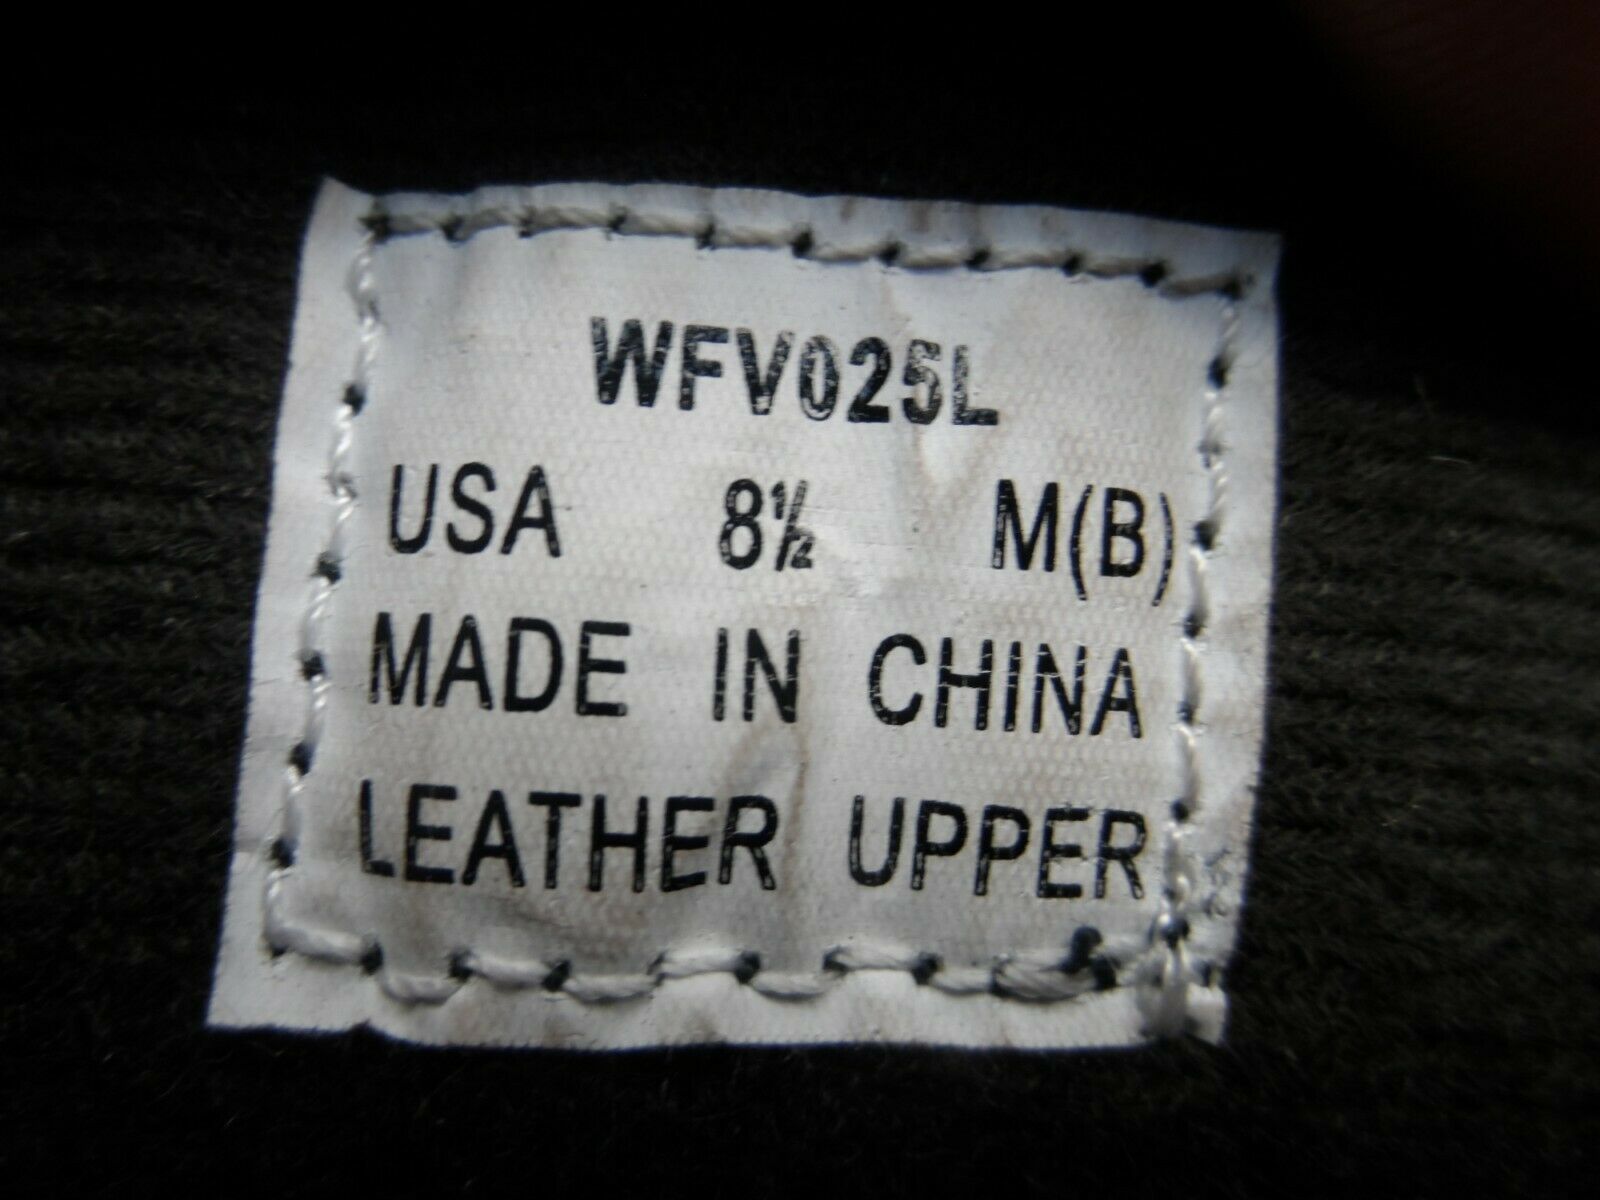 WFV025L
USA 8½ M(B)
MADE IN CHINA
LEATHER UPPER